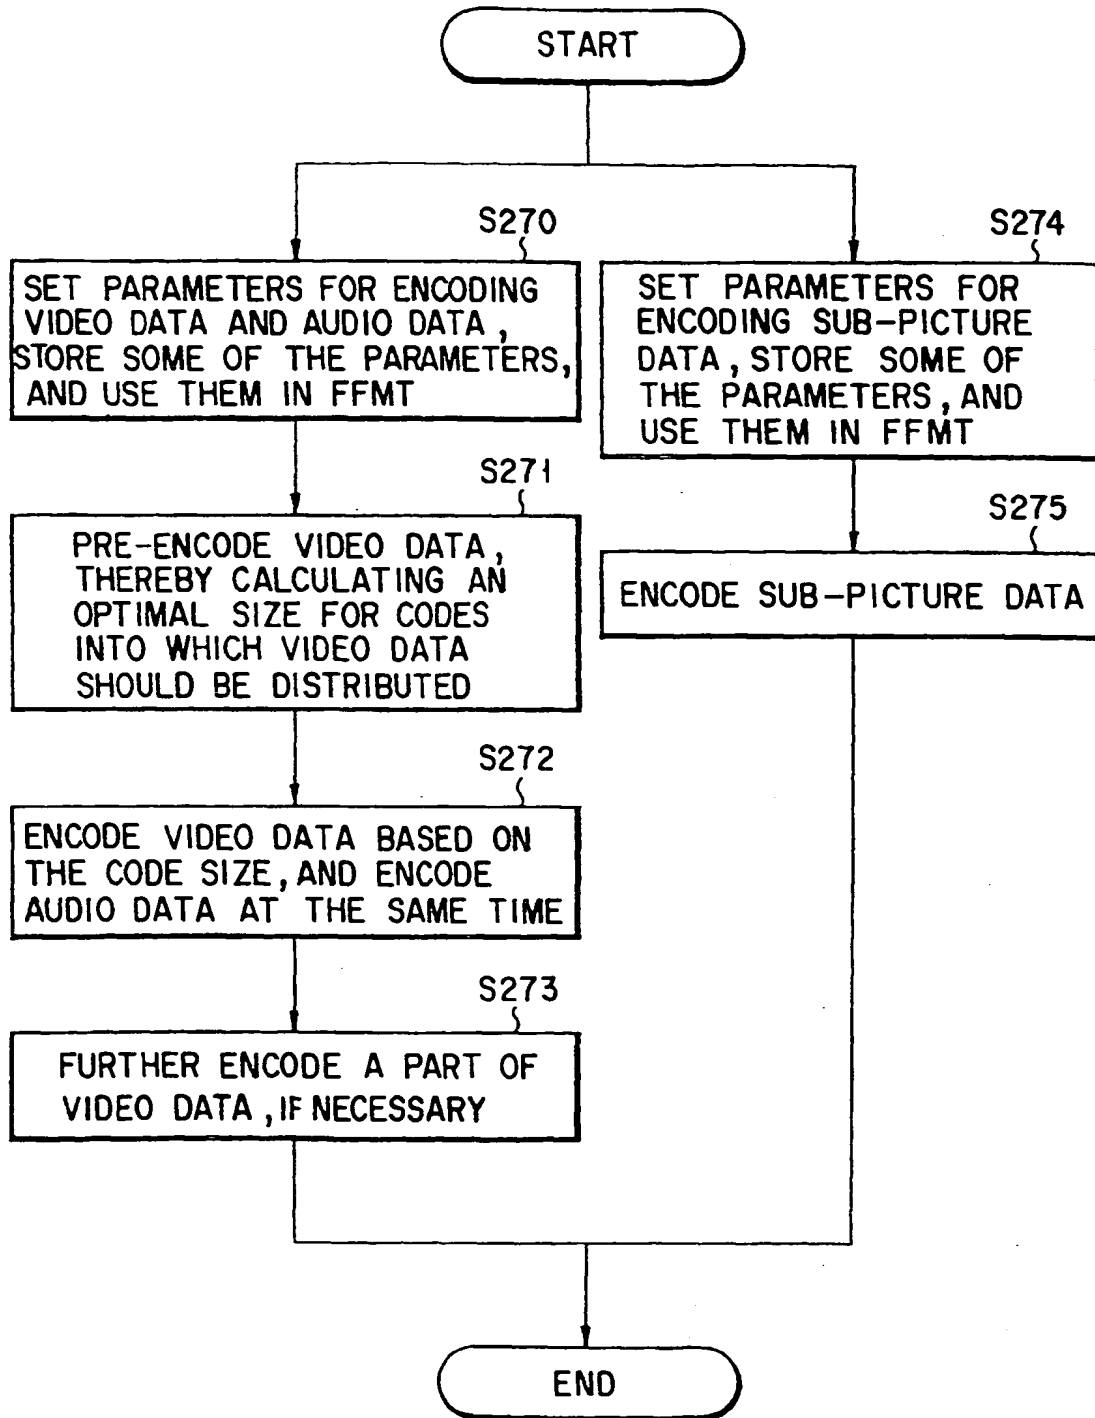 START
S270
SET PARAMETERS FOR ENCODING
VIDEO DATA AND AUDIO DATA,
STORE SOME OF THE PARAMETERS,
AND USE THEM IN FFMT
S271
PRE-ENCODE VIDEO DATA,
THEREBY CALCULATING AN
OPTIMAL SIZE FOR CODES
INTO WHICH VIDEO DATA
SHOULD BE DISTRIBUTED
S272
ENCODE VIDEO DATA BASED ON
THE CODE SIZE, AND ENCODE
AUDIO DATA AT THE SAME TIME
S273
FURTHER ENCODE A PART OF
VIDEO DATA, IF NECESSARY
S274
SET PARAMETERS FOR
ENCODING SUB-PICTURE
DATA, STORE SOME OF
THE PARAMETERS, AND
USE THEM IN FFMT
S275
ENCODE SUB-PICTURE DATA
END